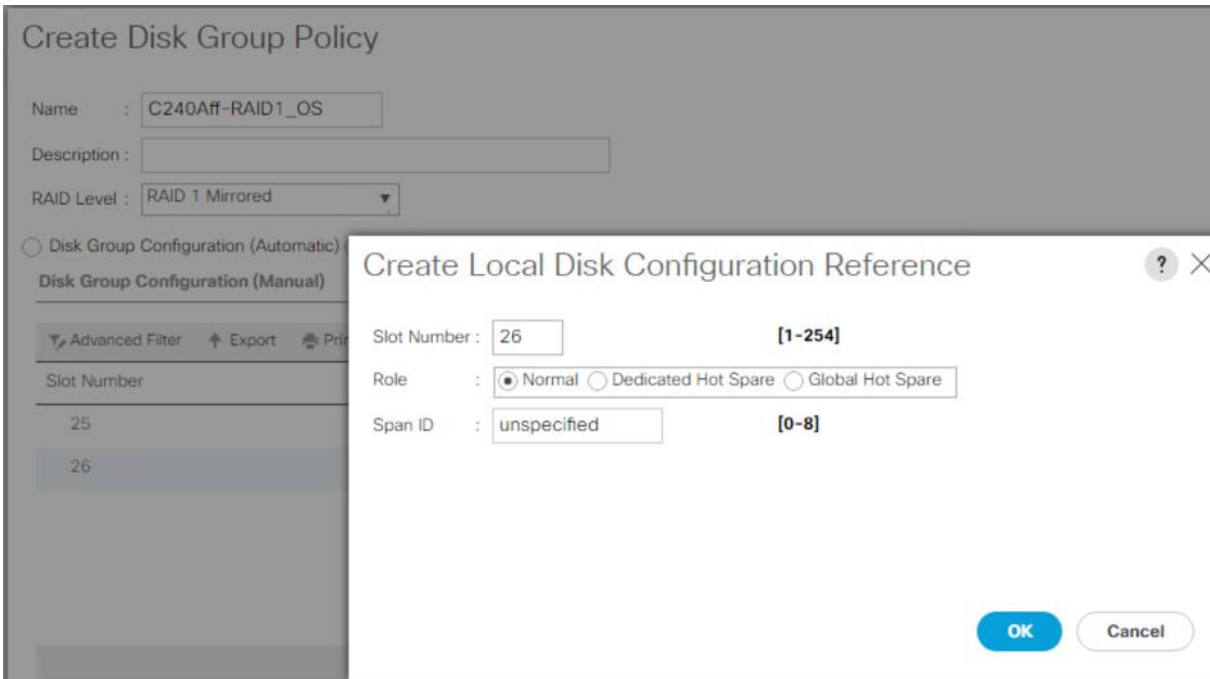 Create Disk Group Policy
Name : C240Aff-RAID1_OS
Description :
RAID Level : RAID 1 Mirrored
Disk Group Configuration (Automatic)
Disk Group Configuration (Manual)
Advanced Filter Export
Slot Number
25
26
Create Local Disk Configuration Reference ?
Slot Number : 26 [1-254]
Role : Normal Dedicated Hot Spare Global Hot Spare
Span ID : unspecified [0-8]
OK Cancel